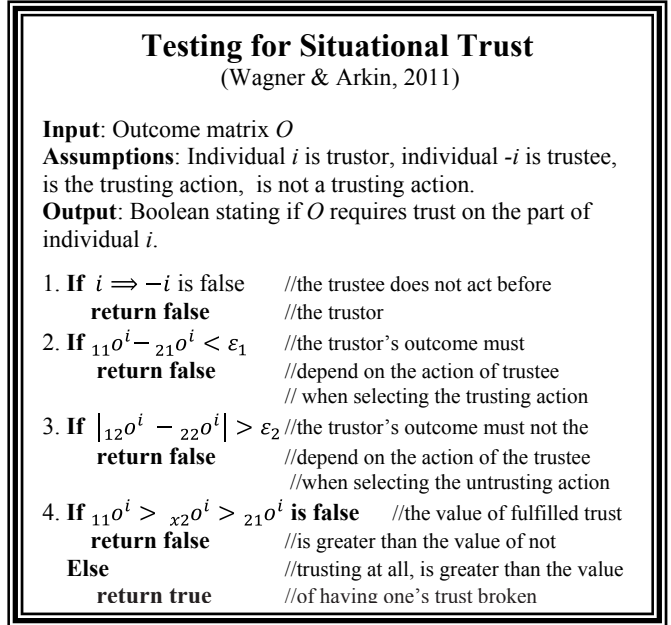 Testing for Situational Trust
(Wagner & Arkin, 2011)
Input: Outcome matrix O
Assumptions: Individual i is trustor, individual -i is trustee,
is the trusting action,  is not a trusting action.
Output: Boolean stating if O requires trust on the part of
individual i.
1. If i ⟹ −i is false //the trustee does not act before
return false //the trustor
2. If ₁₁oⁱ− ₂₁oⁱ < ε₁ //the trustor’s outcome must
return false //depend on the action of trustee
// when selecting the trusting action
3. If |₁₂oⁱ − ₂₂oⁱ| > ε₂ //the trustor’s outcome must not the
return false //depend on the action of the trustee
//when selecting the untrusting action
4. If ₁₁oⁱ > ₓ₂oⁱ > ₂₁oⁱ is false //the value of fulfilled trust
return false //is greater than the value of not
Else //trusting at all, is greater than the value
return true //of having one’s trust broken